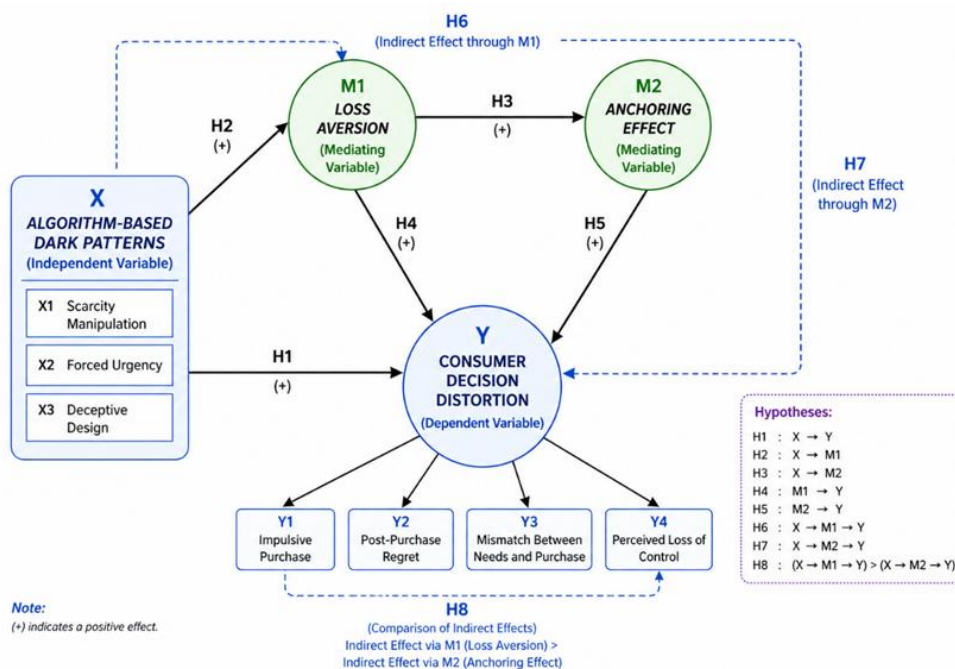 H6
(Indirect Effect through M1)
M1
LOSS
AVERSION
(Mediating
Variable)
H3
(+)
M2
ANCHORING
EFFECT
(Mediating
Variable)
H2
(+)
H7
(Indirect Effect
through M2)
X
ALGORITHM-BASED
DARK PATTERNS
(Independent Variable)
X1 Scarcity
Manipulation
X2 Forced Urgency
X3 Deceptive
Design
H4
(+)
H5
(+)
H1
(+)
Y
CONSUMER
DECISION
DISTORTION
(Dependent Variable)
Y1
Impulsive
Purchase
Y2
Post-Purchase
Regret
Y3
Mismatch Between
Needs and Purchase
Y4
Perceived Loss of
Control
Hypotheses:
H1 : X → Y
H2 : X → M1
H3 : X → M2
H4 : M1 → Y
H5 : M2 → Y
H6 : X → M1 → Y
H7 : X → M2 → Y
H8 : (X → M1 → Y) > (X → M2 → Y)
H8
(Comparison of Indirect Effects)
Indirect Effect via M1 (Loss Aversion) >
Indirect Effect via M2 (Anchoring Effect)
Note:
(+) indicates a positive effect.